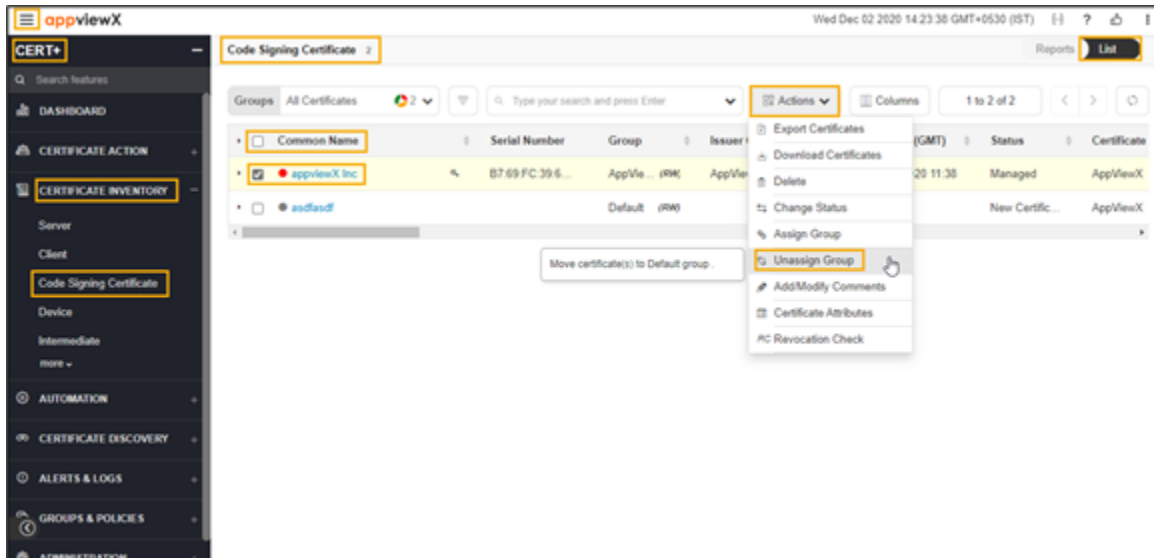 appviewX
Wed Dec 02 2020 14:23:38 GMT+0530 (IST)
CERT+
Code Signing Certificate 2
Reports List
Search features
Groups All Certificates 2
Type your search and press Enter
Actions
Columns
1 to 2 of 2
DASHBOARD
CERTIFICATE ACTION
CERTIFICATE INVENTORY
Server
Client
Code Signing Certificate
Device
Intermediate
more
AUTOMATION
CERTIFICATE DISCOVERY
ALERTS & LOGS
GROUPS & POLICIES
ADMINISTRATION
Common Name Serial Number Group Issuer (GMT) Status Certificate
appviewX Inc B7:69:FC:39:6... AppVie... (RW) AppVie 20 11:38 Managed AppViewX
asdfasdf Default (RW) New Certific... AppViewX
Export Certificates
Download Certificates
Delete
Change Status
Assign Group
Unassign Group
Add/Modify Comments
Certificate Attributes
Revocation Check
Move certificate(s) to Default group .